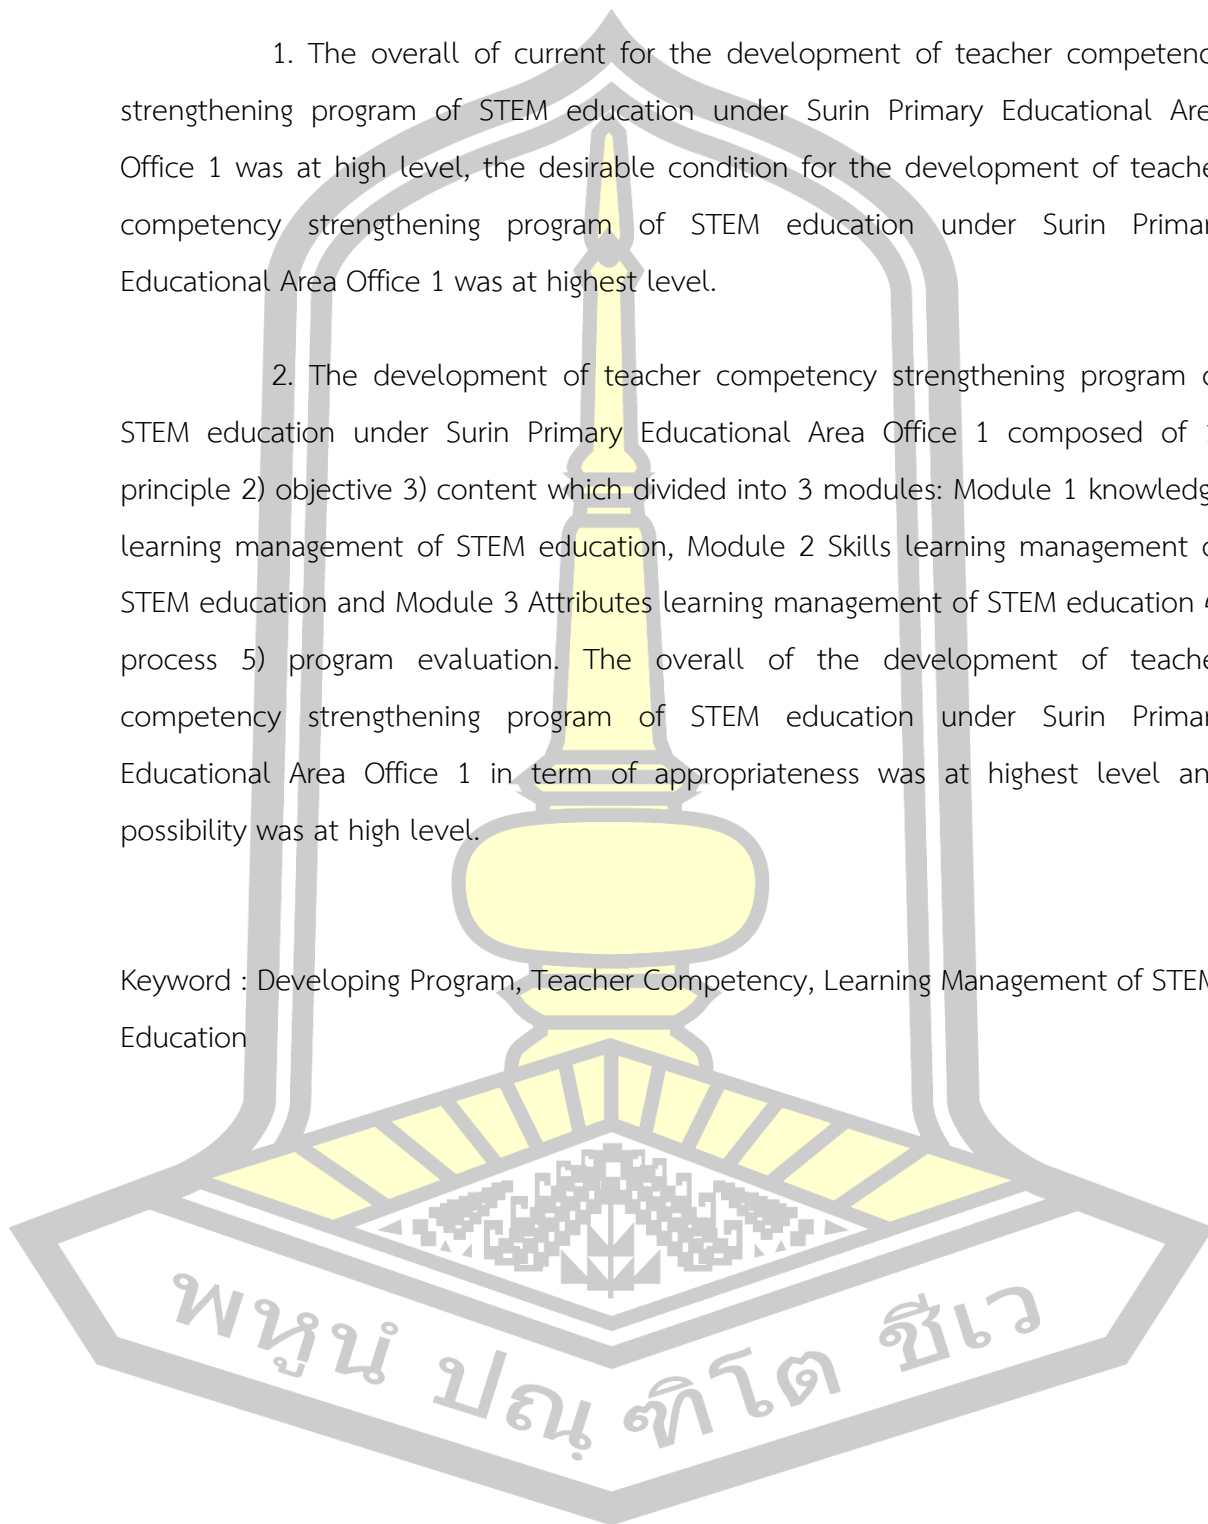 1. The overall of current for the development of teacher competenc
strengthening program of STEM education under Surin Primary Educational Are
Office 1 was at high level, the desirable condition for the development of teache
competency strengthening program of STEM education under Surin Primar
Educational Area Office 1 was at highest level.
2. The development of teacher competency strengthening program o
STEM education under Surin Primary Educational Area Office 1 composed of
principle 2) objective 3) content which divided into 3 modules: Module 1 knowledg
learning management of STEM education, Module 2 Skills learning management o
STEM education and Module 3 Attributes learning management of STEM education 4
process 5) program evaluation. The overall of the development of teache
competency strengthening program of STEM education under Surin Primar
Educational Area Office 1 in term of appropriateness was at highest level an
possibility was at high level.
Keyword : Developing Program, Teacher Competency, Learning Management of STEM
Education
พหูนํ ปณฺฑิโต ชีเว